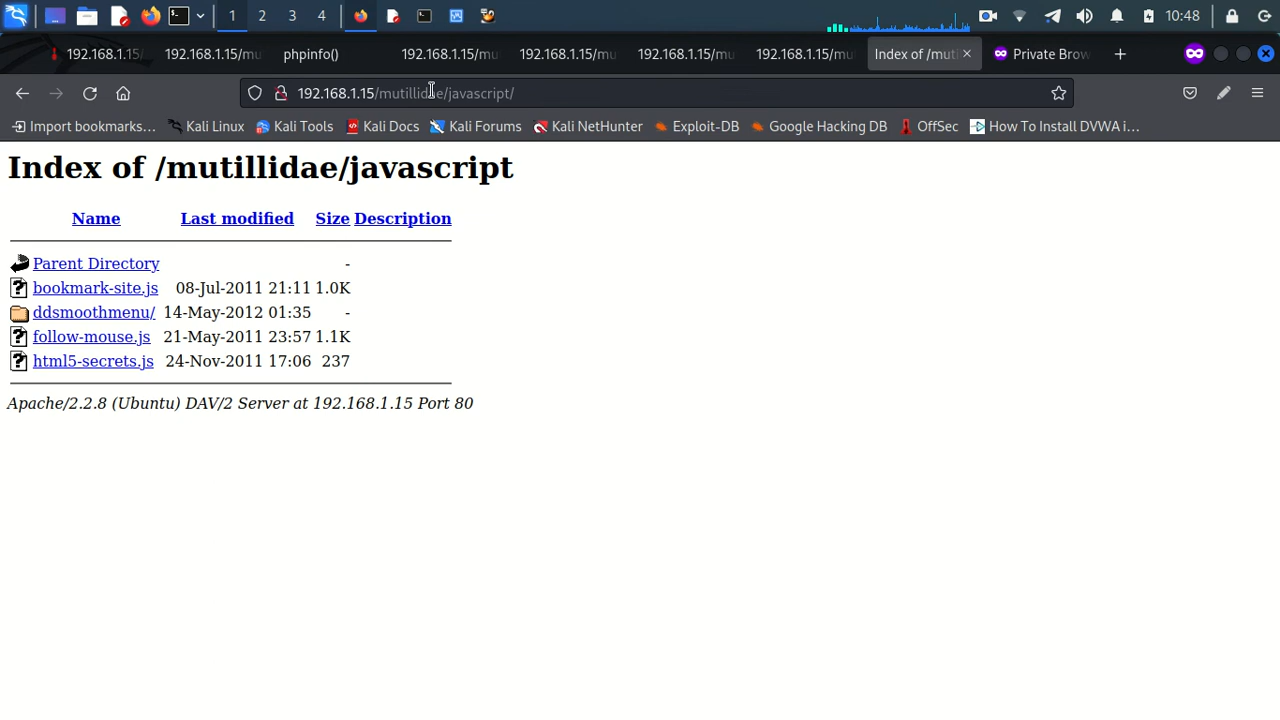 1 2 3 4 10:48
192.168.1.15/ 192.168.1.15/mu phpinfo() 192.168.1.15/mu 192.168.1.15/mu 192.168.1.15/mu 192.168.1.15/mu Index of /mut Private Brow
192.168.1.15/mutillidae/javascript/
Import bookmarks... Kali Linux Kali Tools Kali Docs Kali Forums Kali NetHunter Exploit-DB Google Hacking DB OffSec How To Install DVWA i...
Index of /mutillidae/javascript
Name Last modified Size Description
Parent Directory -
bookmark-site.js 08-Jul-2011 21:11 1.0K
ddsmoothmenu/ 14-May-2012 01:35 -
follow-mouse.js 21-May-2011 23:57 1.1K
html5-secrets.js 24-Nov-2011 17:06 237
Apache/2.2.8 (Ubuntu) DAV/2 Server at 192.168.1.15 Port 80